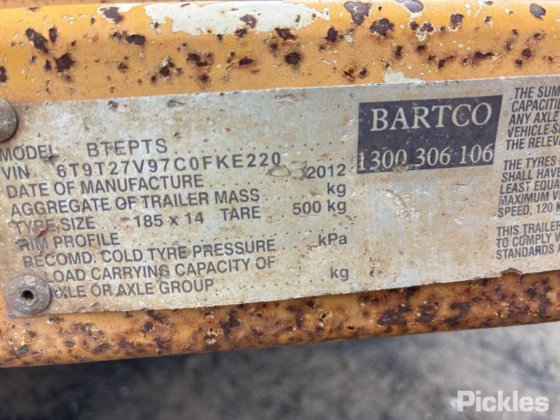 MODEL BTEPTS
VIN 6T9T27V97C0FKE220
DATE OF MANUFACTURE 03 2012
AGGREGATE OF TRAILER MASS kg
TYPE SIZE 185 x 14 TARE 500 kg
RIM PROFILE
RECOMD. COLD TYRE PRESSURE kPa
LOAD CARRYING CAPACITY OF kg
AXLE OR AXLE GROUP
BARTCO
1300 306 106
THE SUM
CAPACITI
ANY AXLE
VEHICLES
THE RELEV
THE TYRES
SHALL HAVE
LEAST EQUA
MAXIMUM V
SPEED, 120 K
THIS TRAILER
TO COMPLY V
STANDARDS A
Pickles